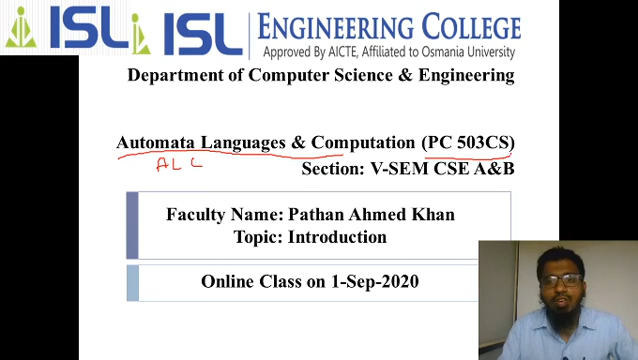 ISL ISL ENGINEERING COLLEGE
Approved By AICTE, Affiliated to Osmania University
Department of Computer Science & Engineering
Automata Languages & Computation (PC 503CS)
ALC
Section: V-SEM CSE A&B
Faculty Name: Pathan Ahmed Khan
Topic: Introduction
Online Class on 1-Sep-2020